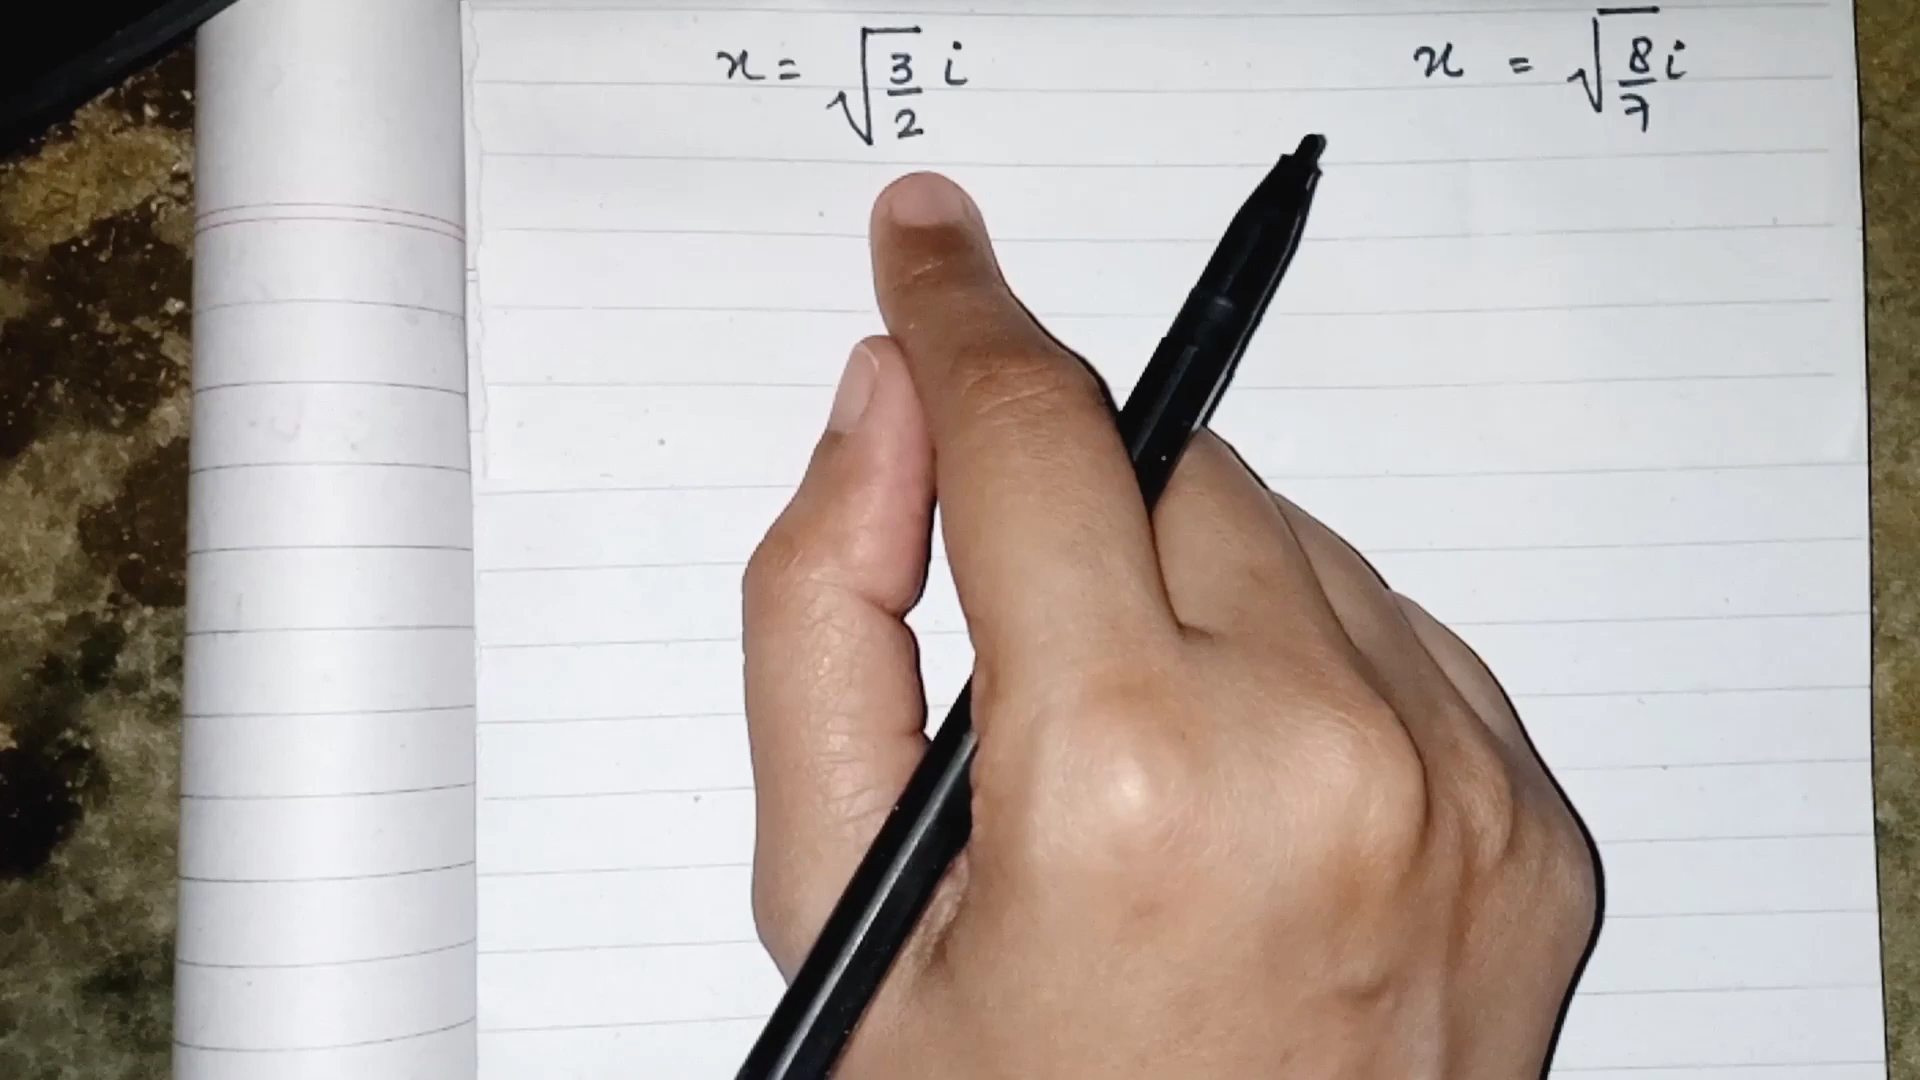 x = √3/2 i
x = √8/7 i